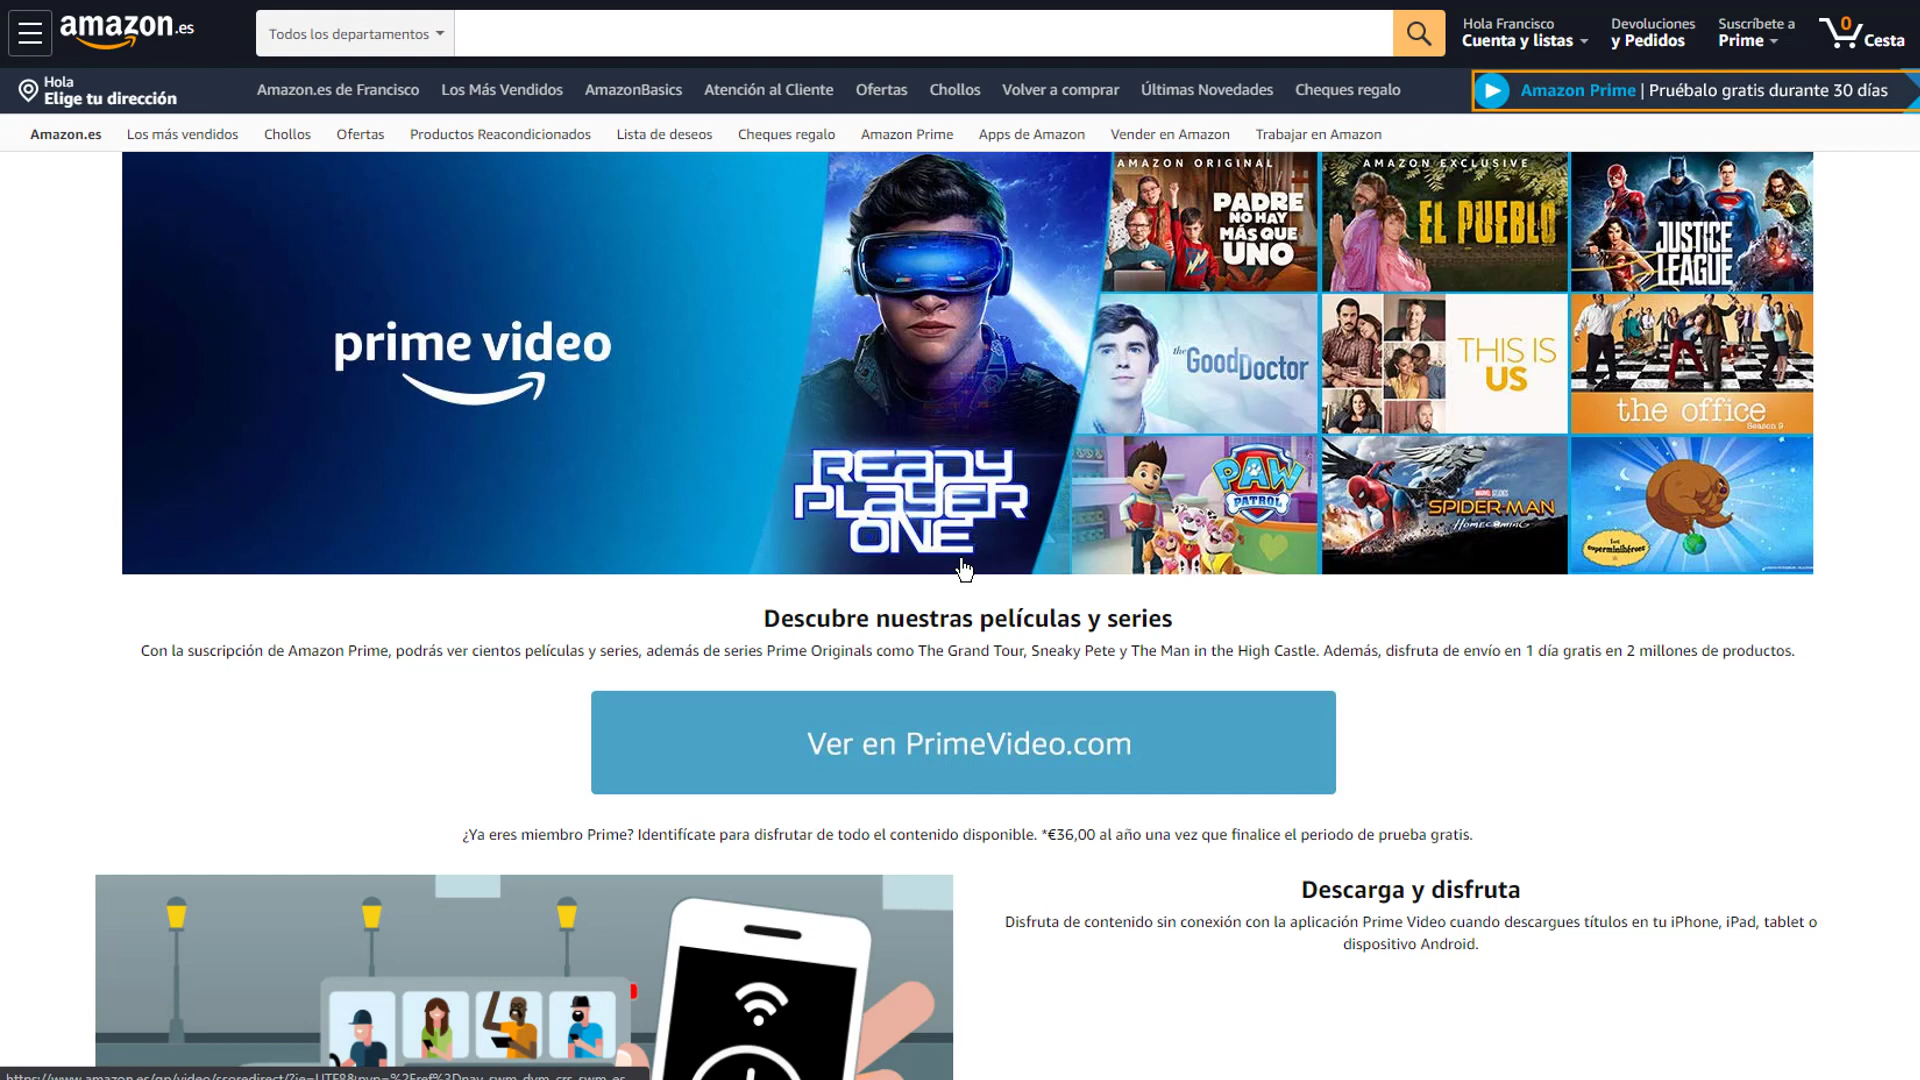 amazon.es
Todos los departamentos
Hola Francisco
Cuenta y listas
Devoluciones
y Pedidos
Suscríbete a
Prime
0
Cesta
Hola
Elige tu dirección
Amazon.es de Francisco
Los Más Vendidos
AmazonBasics
Atención al Cliente
Ofertas
Chollos
Volver a comprar
Últimas Novedades
Cheques regalo
Amazon Prime | Pruébalo gratis durante 30 días
Amazon.es
Los más vendidos
Chollos
Ofertas
Productos Reacondicionados
Lista de deseos
Cheques regalo
Amazon Prime
Apps de Amazon
Vender en Amazon
Trabajar en Amazon
prime video
READY
PLAYER
ONE
AMAZON ORIGINAL
PADRE
NO HAY
MÁS QUE
UNO
AMAZON EXCLUSIVE
EL PUEBLO
JUSTICE
LEAGUE
the Good Doctor
THIS IS
US
the office
Season 9
PAW
PATROL
MARVEL STUDIOS
SPIDER-MAN
HOMECOMING
Los
superminihéroes
Descubre nuestras películas y series
Con la suscripción de Amazon Prime, podrás ver cientos películas y series, además de series Prime Originals como The Grand Tour, Sneaky Pete y The Man in the High Castle. Además, disfruta de envío en 1 día gratis en 2 millones de productos.
Ver en PrimeVideo.com
¿Ya eres miembro Prime? Identifícate para disfrutar de todo el contenido disponible. *€36,00 al año una vez que finalice el periodo de prueba gratis.
Descarga y disfruta
Disfruta de contenido sin conexión con la aplicación Prime Video cuando descargues títulos en tu iPhone, iPad, tablet o
dispositivo Android.